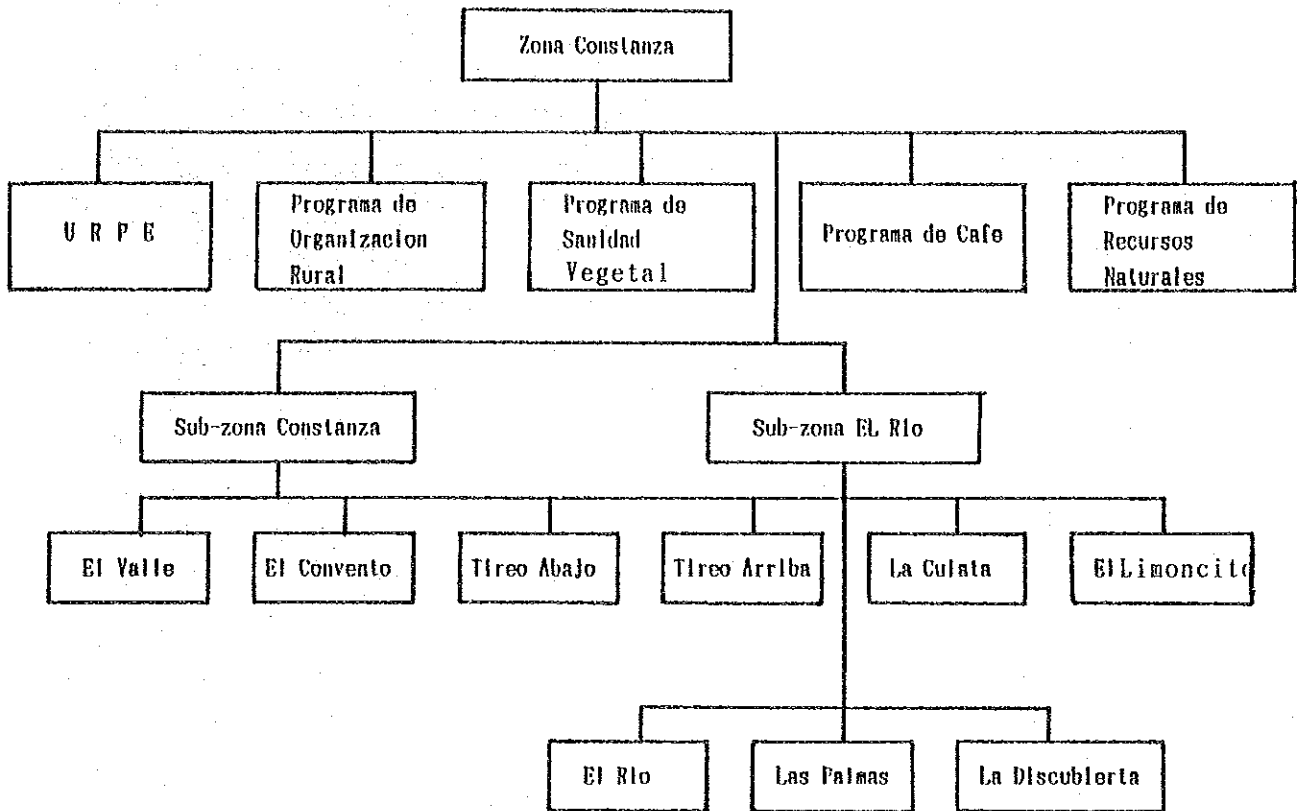 Zona Constanza
U R P E
Programa de
Organizacion
Rural
Programa de
Sanidad
Vegetal
Programa de Cafe
Programa de
Recursos
Naturales
Sub-zona Constanza
Sub-zona EL Rio
El Valle
El Convento
Tireo Abajo
Tireo Arriba
La Culata
El Limoncito
El Rio
Las Palmas
La Discubierta